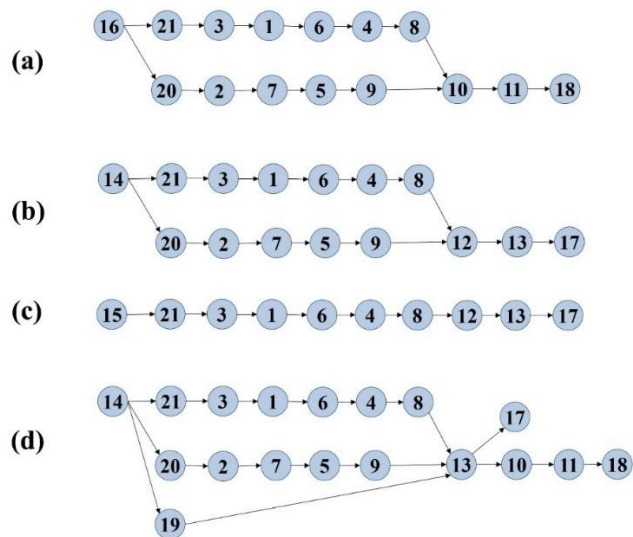 16 21 3 1 6 4 8
(a)
20 2 7 5 9 10 11 18
14 21 3 1 6 4 8
(b)
20 2 7 5 9 12 13 17
(c) 15 21 3 1 6 4 8 12 13 17
14 21 3 1 6 4 8
17
(d)
20 2 7 5 9 13 10 11 18
19